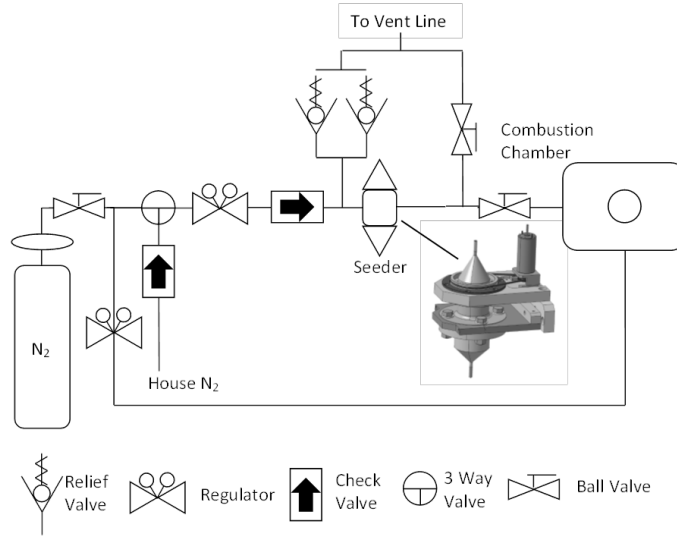 To Vent Line
Combustion
Chamber
Seeder
N₂
House N₂
Relief
Valve
Regulator
Check
Valve
3 Way
Valve
Ball Valve